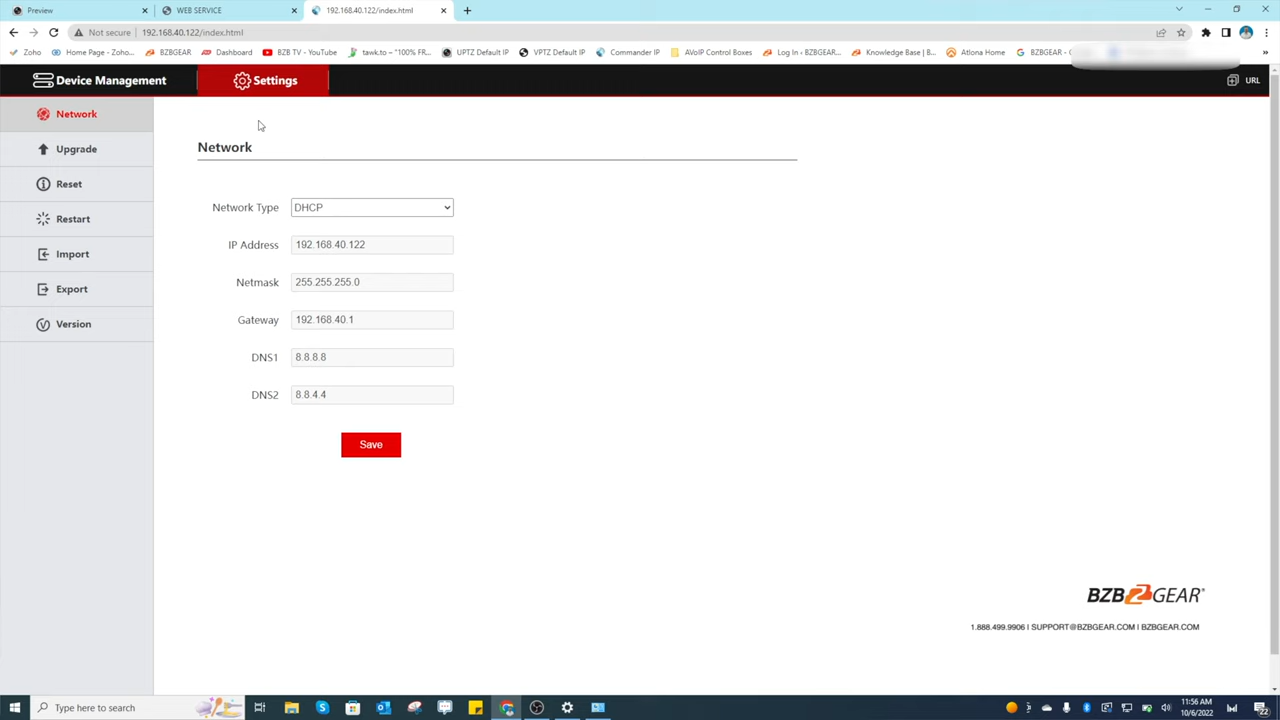 Preview
WEB SERVICE
192.168.40.122/index.html
Not secure 192.168.40.122/index.html
Zoho
Home Page - Zoho...
BZBGEAR
Dashboard
BZB TV - YouTube
tawk.to – "100% FR...
UPTZ Default IP
VPTZ Default IP
Commander IP
AVoIP Control Boxes
Log In ‹ BZBGEAR...
Knowledge Base | B...
Atlona Home
BZBGEAR -
Device Management
Settings
URL
Network
Upgrade
Reset
Restart
Import
Export
Version
Network
Network Type DHCP
IP Address 192.168.40.122
Netmask 255.255.255.0
Gateway 192.168.40.1
DNS1 8.8.8.8
DNS2 8.8.4.4
Save
BZBGEAR®
1.888.499.9906 I SUPPORT@BZBGEAR.COM I BZBGEAR.COM
Type here to search
11:56 AM
10/6/2022
22